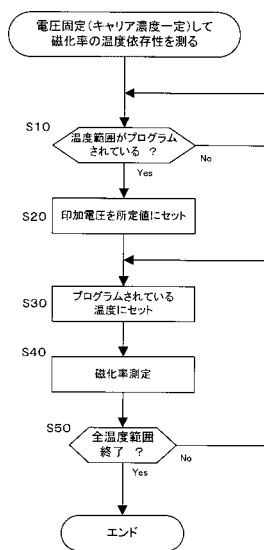 電圧固定(キャリア濃度一定)して
磁化率の温度依存性を測る
S10
温度範囲がプログラム
されている ?
No
Yes
S20
印加電圧を所定値にセット
S30
プログラムされている
温度にセット
S40
磁化率測定
S50
全温度範囲
終了 ?
No
Yes
エンド